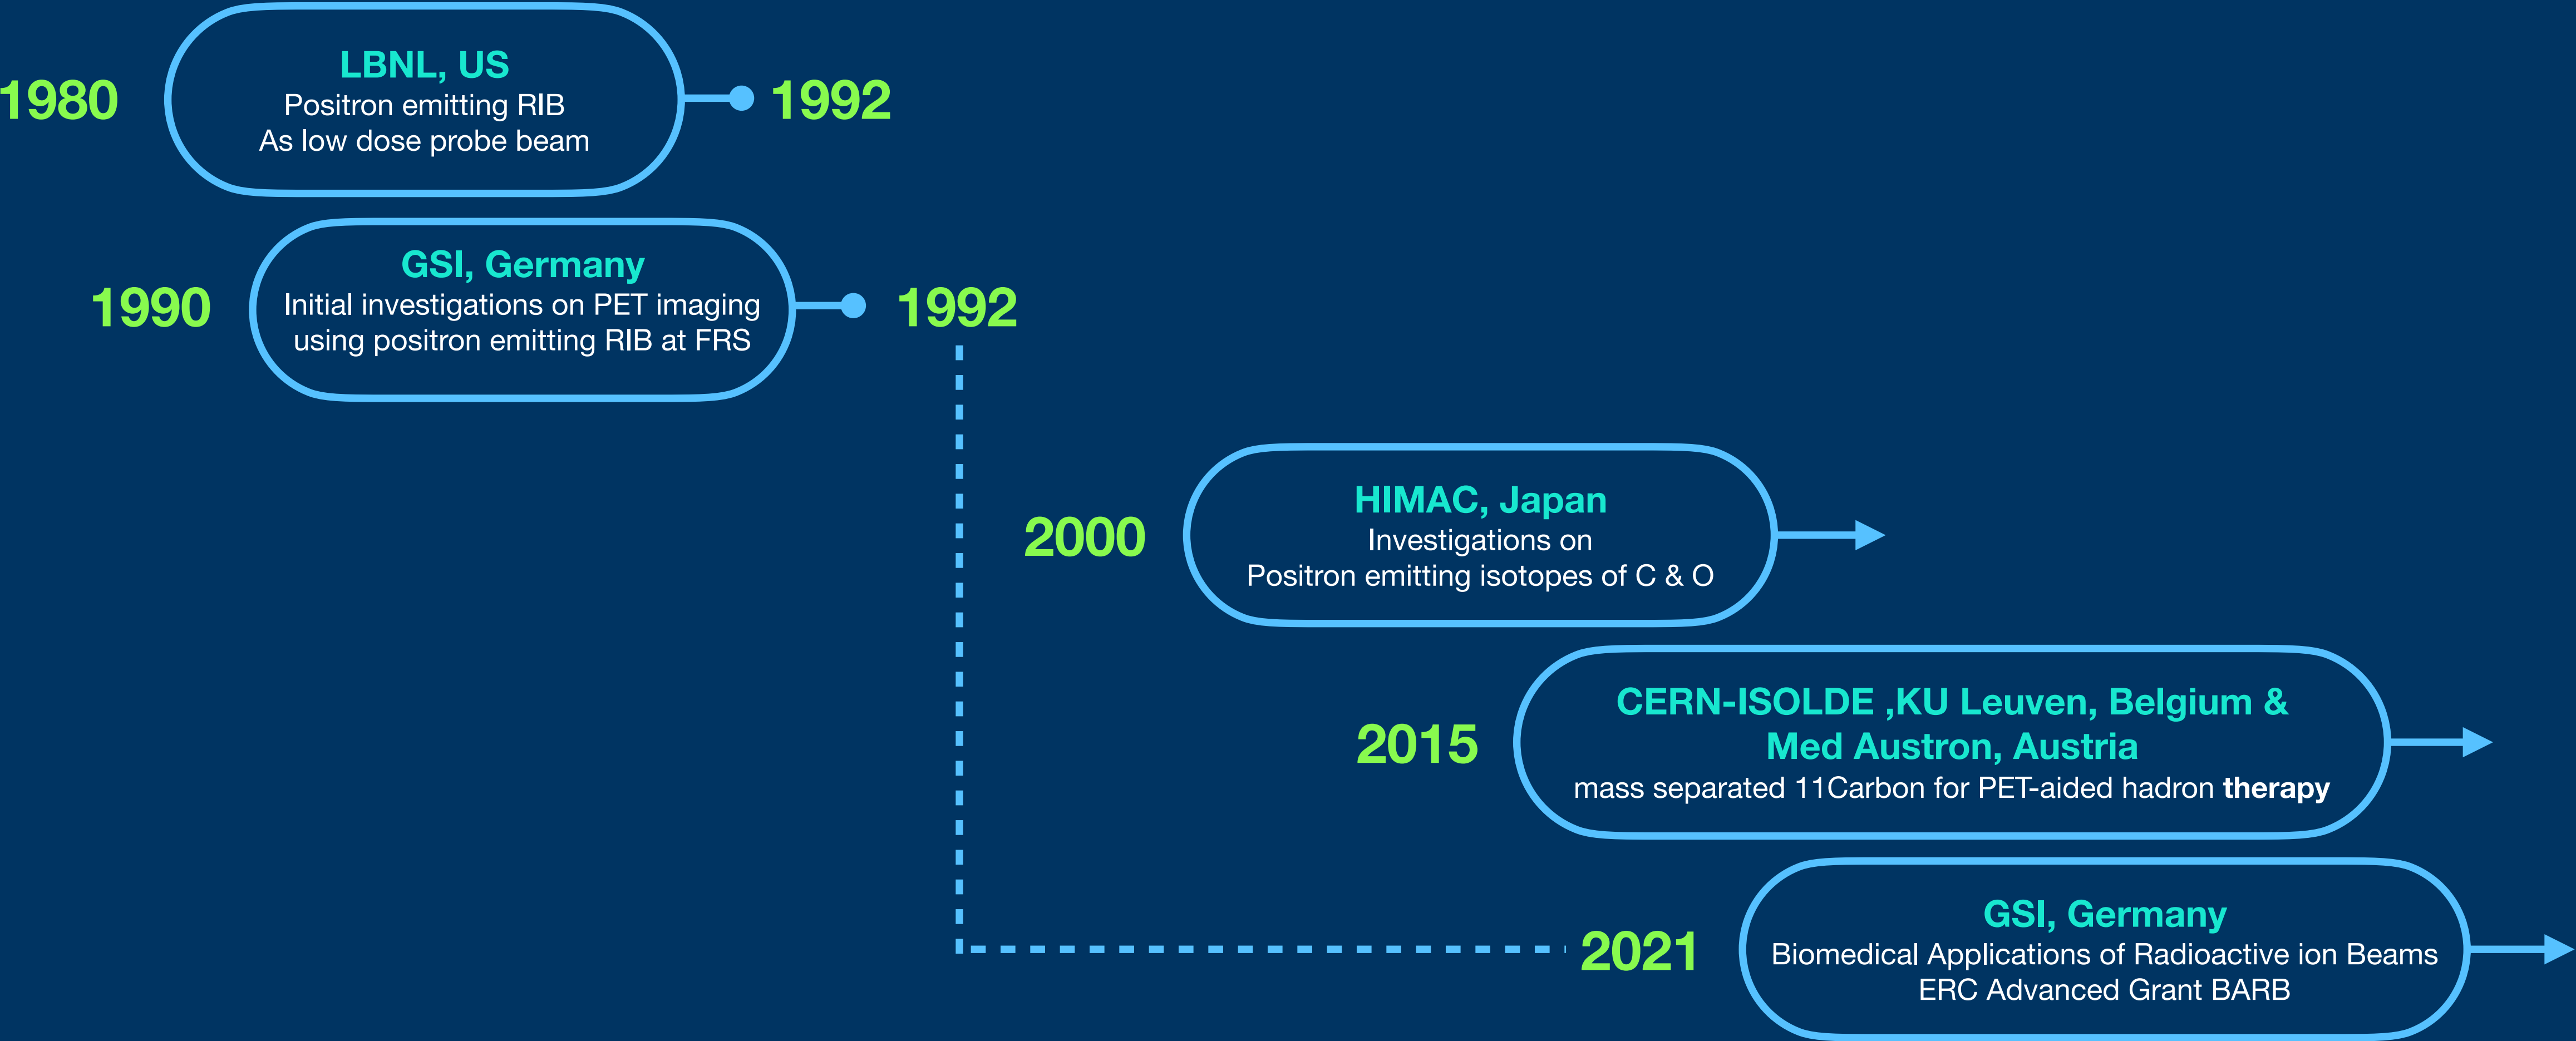 LBNL, US
1980
Positron emitting RIB
1992
As low dose probe beam
GSI, Germany
1990
Initial investigations on PET imaging
1992
using positron emitting RIB at FRS
HIMAC, Japan
2000
Investigations on
Positron emitting isotopes of C & O
CERN-ISOLDE ,KU Leuven, Belgium &
2015
Med Austron, Austria
mass separated 11Carbon for PET-aided hadron therapy
GSI, Germany
2021
Biomedical Applications of Radioactive ion Beams
ERC Advanced Grant BARB